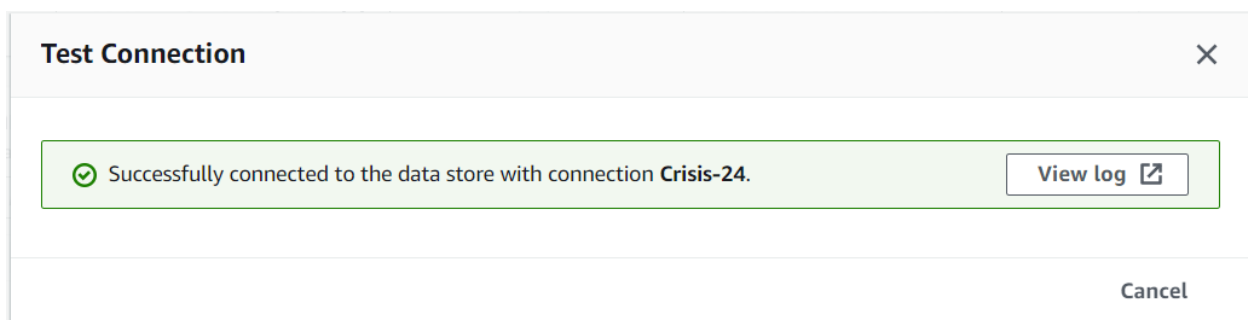 Test Connection
Successfully connected to the data store with connection Crisis-24.
View log
Cancel